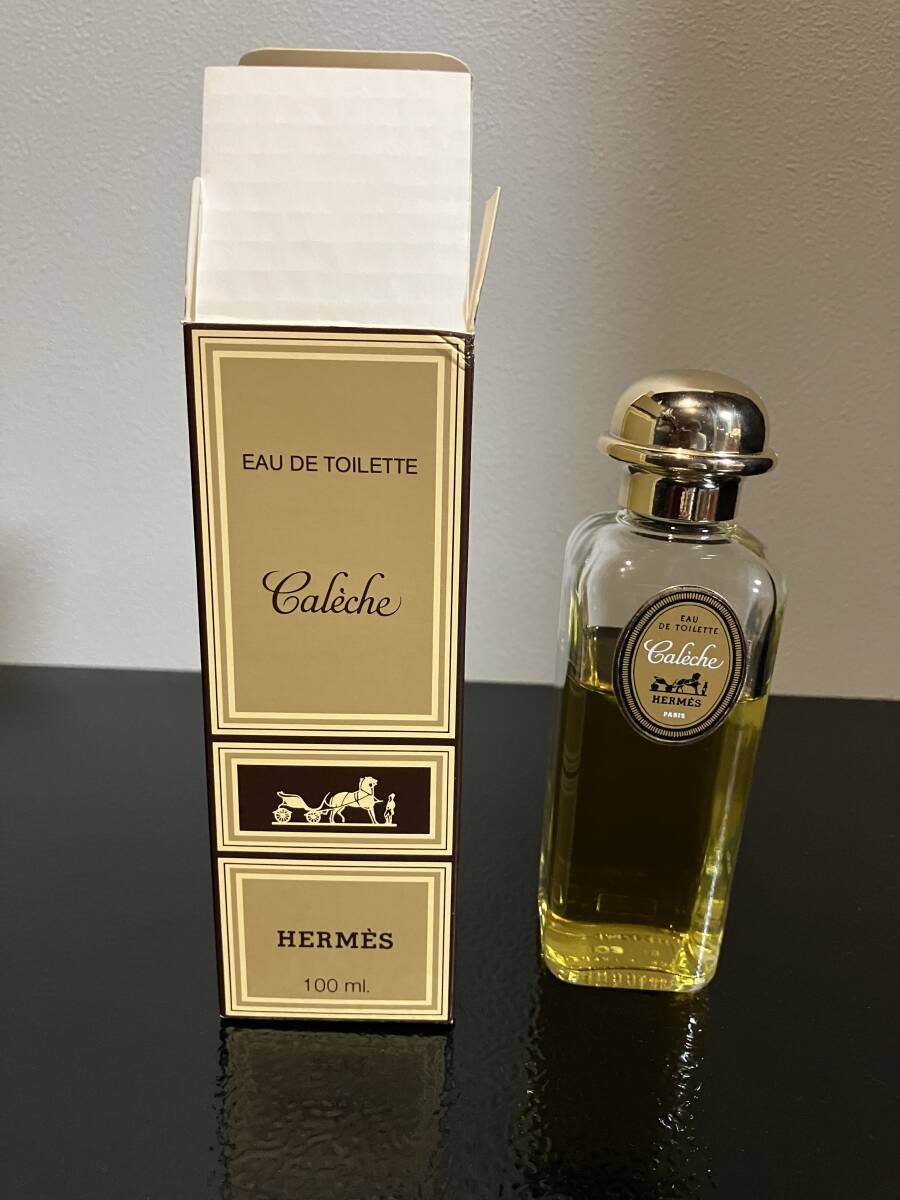 EAU DE TOILETTE
Calèche
HERMÈS
100 ml.
EAU
DE TOILETTE
Calèche
HERMÈS
PARIS